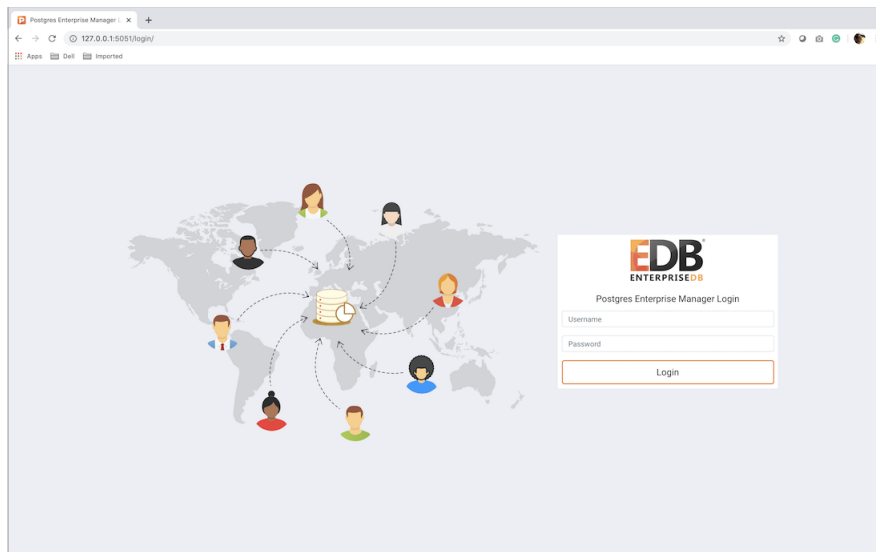 Postgres Enterprise Manager L
127.0.0.1:5051/login/
Apps Dell Imported
EDB
ENTERPRISEDB
Postgres Enterprise Manager Login
Username
Password
Login